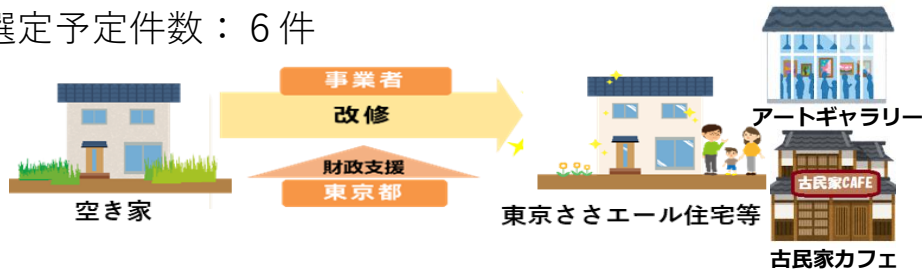 選定予定件数：６件
事業者
改修
財政支援
東京都
空き家
東京ささエール住宅等
アートギャラリー
古民家CAFE
古民家カフェ